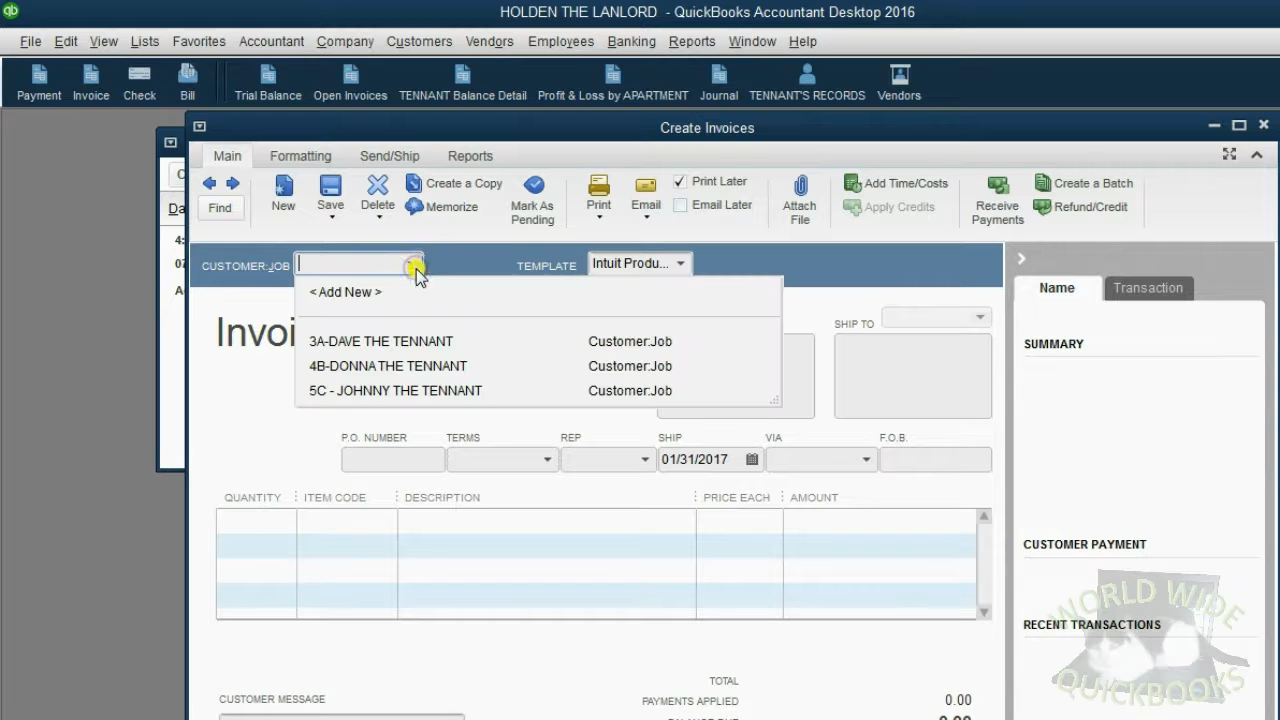 HOLDEN THE LANLORD - QuickBooks Accountant Desktop 2016
File Edit View Lists Favorites Accountant Company Customers Vendors Employees Banking Reports Window Help
Payment Invoice Check Bill Trial Balance Open Invoices TENNANT Balance Detail Profit & Loss by APARTMENT Journal TENNANT'S RECORDS Vendors
Create Invoices
Main Formatting Send/Ship Reports
Find
New
Save
Delete
Create a Copy
Memorize
Mark As
Pending
Print
Email
Print Later
Email Later
Attach
File
Add Time/Costs
Apply Credits
Receive
Payments
Create a Batch
Refund/Credit
CUSTOMER:JOB
TEMPLATE Intuit Produ...
< Add New >
3A-DAVE THE TENNANT Customer:Job
4B-DONNA THE TENNANT Customer:Job
5C - JOHNNY THE TENNANT Customer:Job
Invoi
SHIP TO
P.O. NUMBER TERMS REP SHIP VIA F.O.B.
01/31/2017
QUANTITY ITEM CODE DESCRIPTION PRICE EACH AMOUNT
TOTAL
CUSTOMER MESSAGE
PAYMENTS APPLIED 0.00
Name Transaction
SUMMARY
CUSTOMER PAYMENT
RECENT TRANSACTIONS
WORLD WIDE
QUICKBOOKS